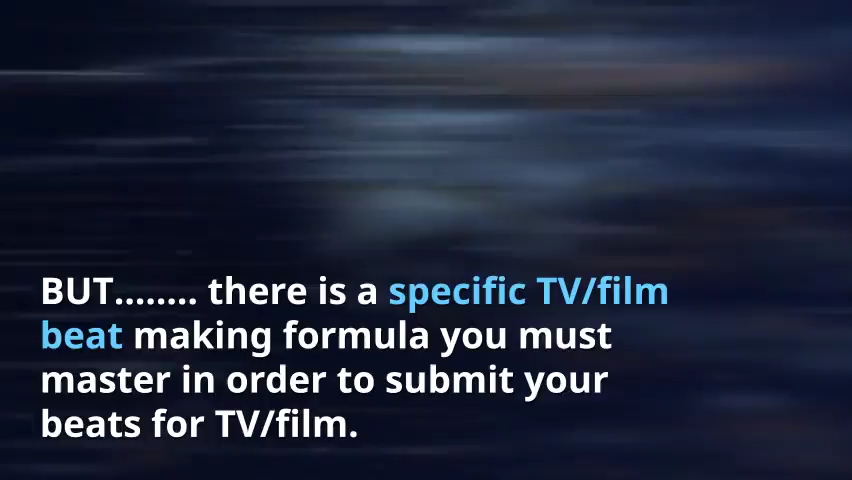 BUT........ there is a specific TV/film
beat making formula you must
master in order to submit your
beats for TV/film.